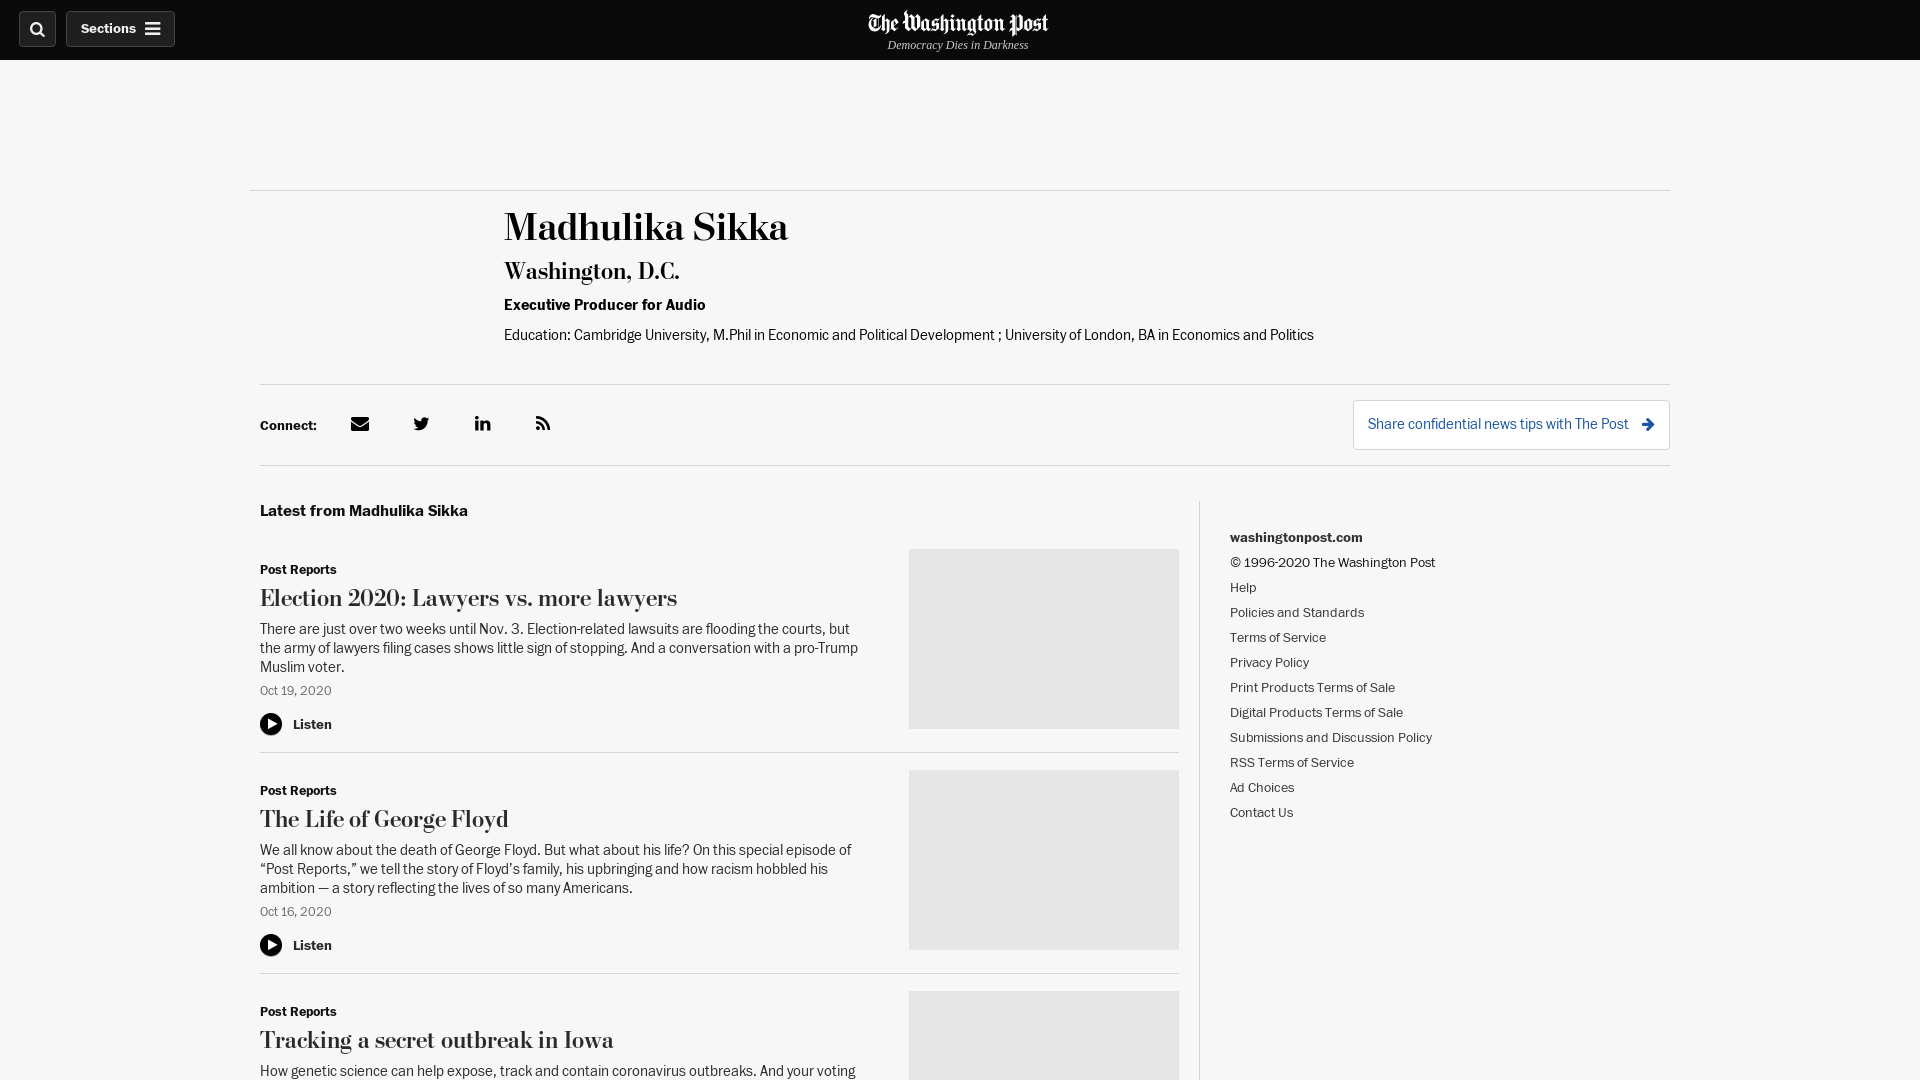 Sections
The Washington Post
Democracy Dies in Darkness
Madhulika Sikka
Washington, D.C.
Executive Producer for Audio
Education: Cambridge University, M.Phil in Economic and Political Development ; University of London, BA in Economics and Politics
Connect:
Share confidential news tips with The Post
Latest from Madhulika Sikka
Post Reports
Election 2020: Lawyers vs. more lawyers
There are just over two weeks until Nov. 3. Election-related lawsuits are flooding the courts, but
the army of lawyers filing cases shows little sign of stopping. And a conversation with a pro-Trump
Muslim voter.
Oct 19, 2020
Listen
Post Reports
The Life of George Floyd
We all know about the death of George Floyd. But what about his life? On this special episode of
“Post Reports,” we tell the story of Floyd’s family, his upbringing and how racism hobbled his
ambition — a story reflecting the lives of so many Americans.
Oct 16, 2020
Listen
Post Reports
Tracking a secret outbreak in Iowa
How genetic science can help expose, track and contain coronavirus outbreaks. And your voting
washingtonpost.com
© 1996-2020 The Washington Post
Help
Policies and Standards
Terms of Service
Privacy Policy
Print Products Terms of Sale
Digital Products Terms of Sale
Submissions and Discussion Policy
RSS Terms of Service
Ad Choices
Contact Us